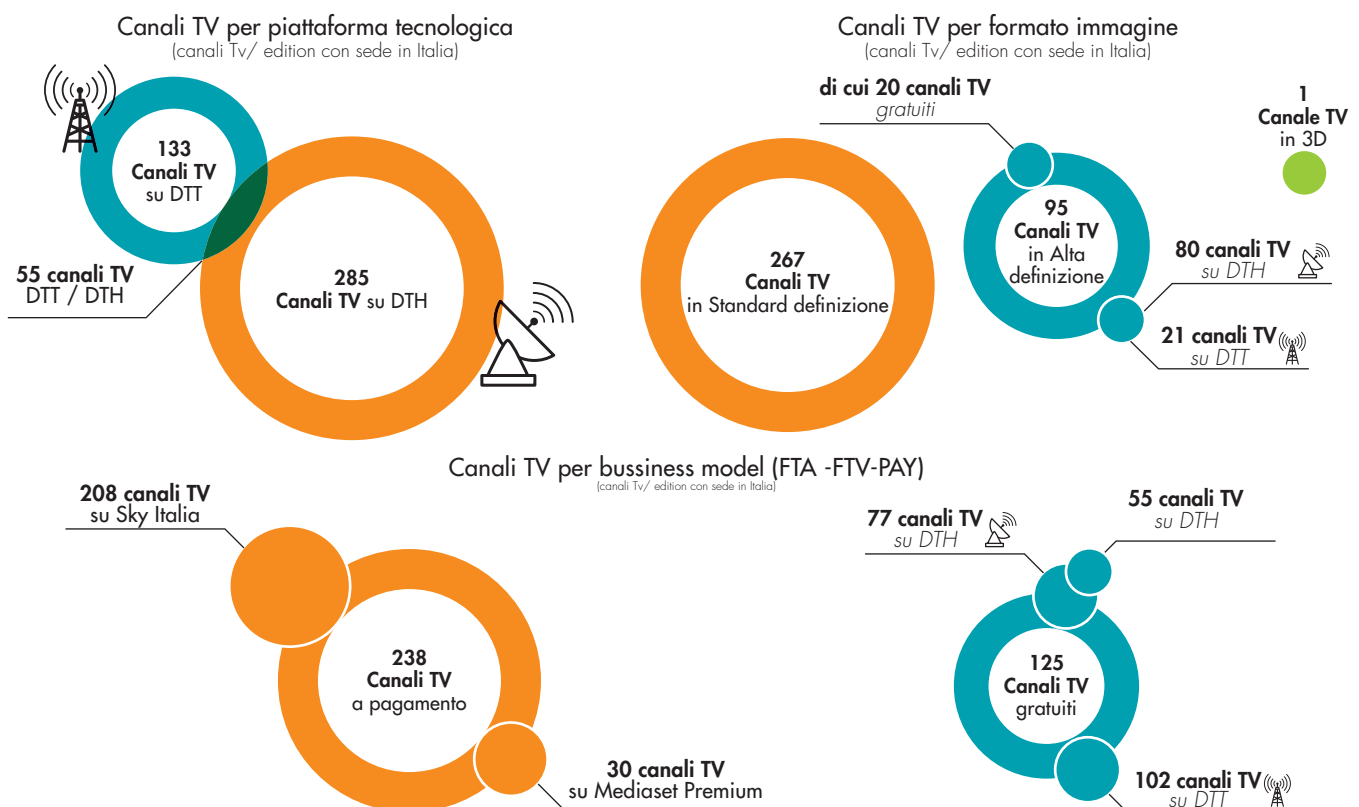 Canali TV per piattaforma tecnologica
(canali Tv/ edition con sede in Italia)
133
Canali TV
su DTT
55 canali TV
DTT / DTH
285
Canali TV su DTH
Canali TV per formato immagine
(canali Tv/ edition con sede in Italia)
di cui 20 canali TV
gratuiti
1
Canale TV
in 3D
267
Canali TV
in Standard definizione
95
Canali TV
in Alta
definizione
80 canali TV
su DTH
21 canali TV
su DTT
Canali TV per bussiness model (FTA -FTV-PAY)
(canali Tv/ edition con sede in Italia)
208 canali TV
su Sky Italia
238
Canali TV
a pagamento
30 canali TV
su Mediaset Premium
77 canali TV
su DTH
55 canali TV
su DTH
125
Canali TV
gratuiti
102 canali TV
su DTT